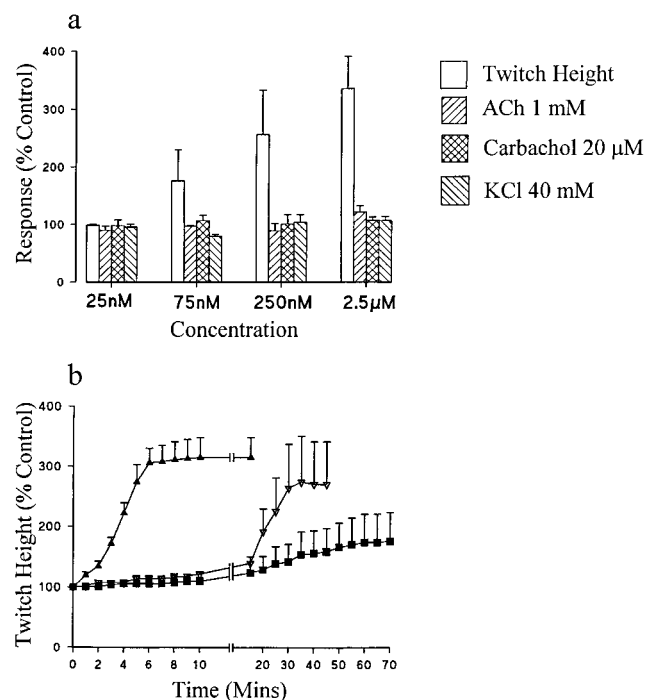 a
400
300
200
100
0
Response (% Control)
25nM 75nM 250nM 2.5µM
Concentration
Twitch Height
ACh 1 mM
Carbachol 20 µM
KCl 40 mM
b
400
300
200
100
0
Twitch Height (% Control)
0 2 4 6 8 10 20 30 40 50 60 70
Time (Mins)